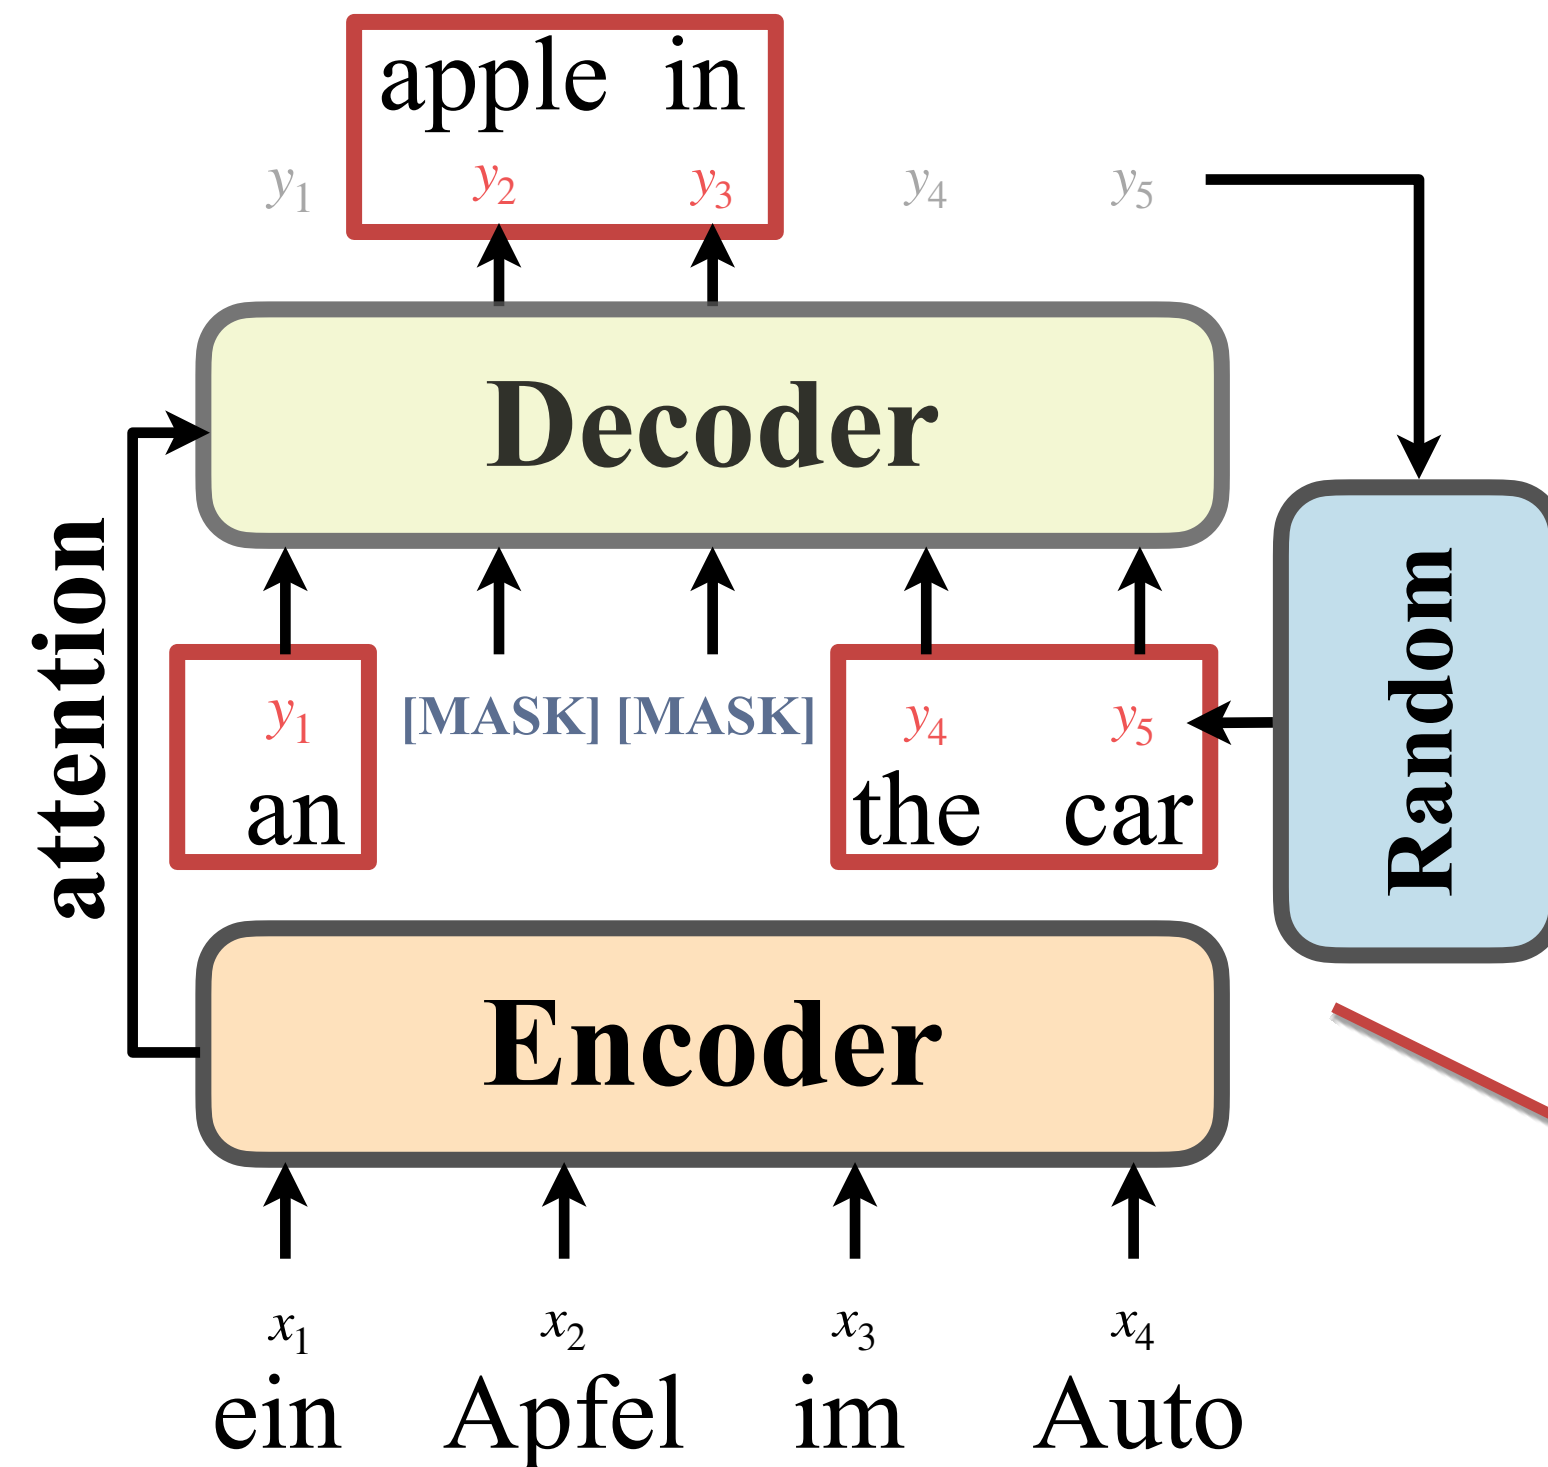 apple in
y₁ y₂ y₃ y₄ y₅
Decoder
attention
y₁ [MASK] [MASK] y₄ y₅
an the car
Random
Encoder
x₁ x₂ x₃ x₄
ein Apfel im Auto